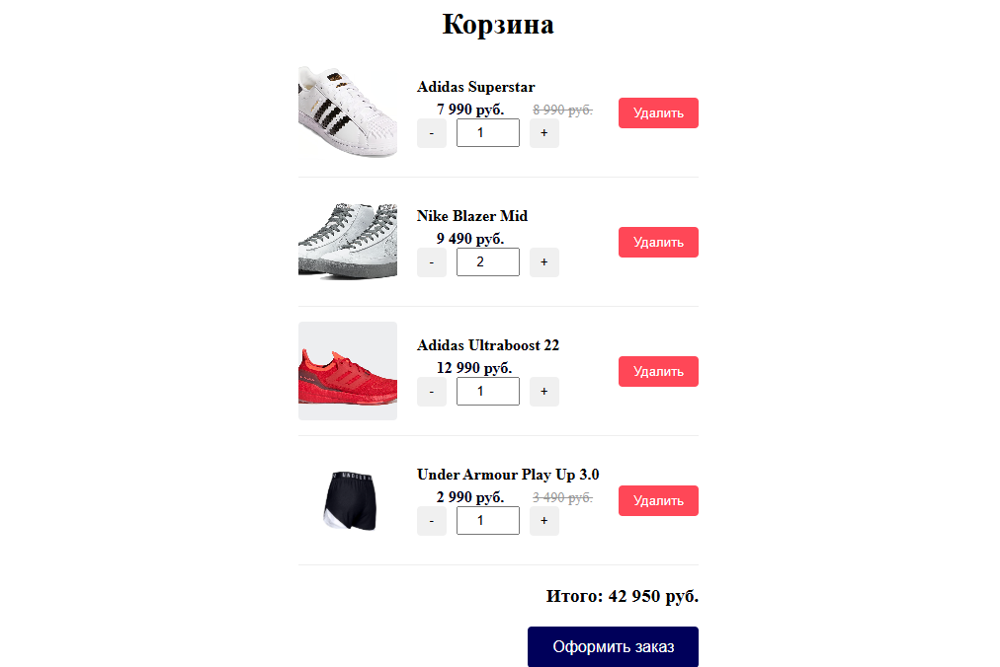 Корзина
Adidas Superstar
7 990 руб. 8 990 руб.
- 1 +
Удалить
Nike Blazer Mid
9 490 руб.
- 2 +
Удалить
Adidas Ultraboost 22
12 990 руб.
- 1 +
Удалить
Under Armour Play Up 3.0
2 990 руб. 3 490 руб.
- 1 +
Удалить
Итого: 42 950 руб.
Оформить заказ